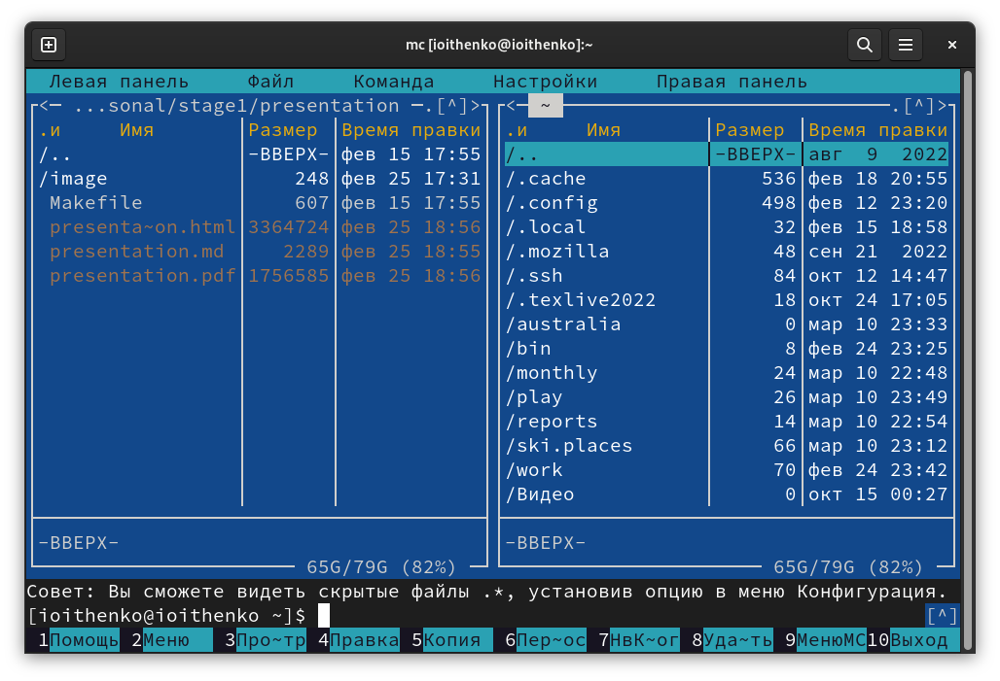 mc [ioithenko@ioithenko]:~
Левая панель Файл Команда Настройки Правая панель
<─ ...sonal/stage1/presentation ─.[^]> <─ ~ ─.[^]>
.и Имя Размер Время правки .и Имя Размер Время правки
/.. -ВВЕРХ- фев 15 17:55 /.. -ВВЕРХ- авг 9 2022
/image 248 фев 25 17:31 /.cache 536 фев 18 20:55
Makefile 607 фев 15 17:55 /.config 498 фев 12 23:20
presenta~on.html 3364724 фев 25 18:56 /.local 32 фев 15 18:58
presentation.md 2289 фев 25 18:55 /.mozilla 48 сен 21 2022
presentation.pdf 1756585 фев 25 18:56 /.ssh 84 окт 12 14:47
/.texlive2022 18 окт 24 17:05
/australia 0 мар 10 23:33
/bin 8 фев 24 23:25
/monthly 24 мар 10 22:48
/play 26 мар 10 23:49
/reports 14 мар 10 22:54
/ski.places 66 мар 10 23:12
/work 70 фев 24 23:42
/Видео 0 окт 15 00:27
-ВВЕРХ- -ВВЕРХ-
65G/79G (82%) 65G/79G (82%)
Совет: Вы сможете видеть скрытые файлы .*, установив опцию в меню Конфигурация.
[ioithenko@ioithenko ~]$ [^]
1Помощь 2Меню 3Про~тр 4Правка 5Копия 6Пер~ос 7НвК~ог 8Уда~ть 9МенюMC 10Выход